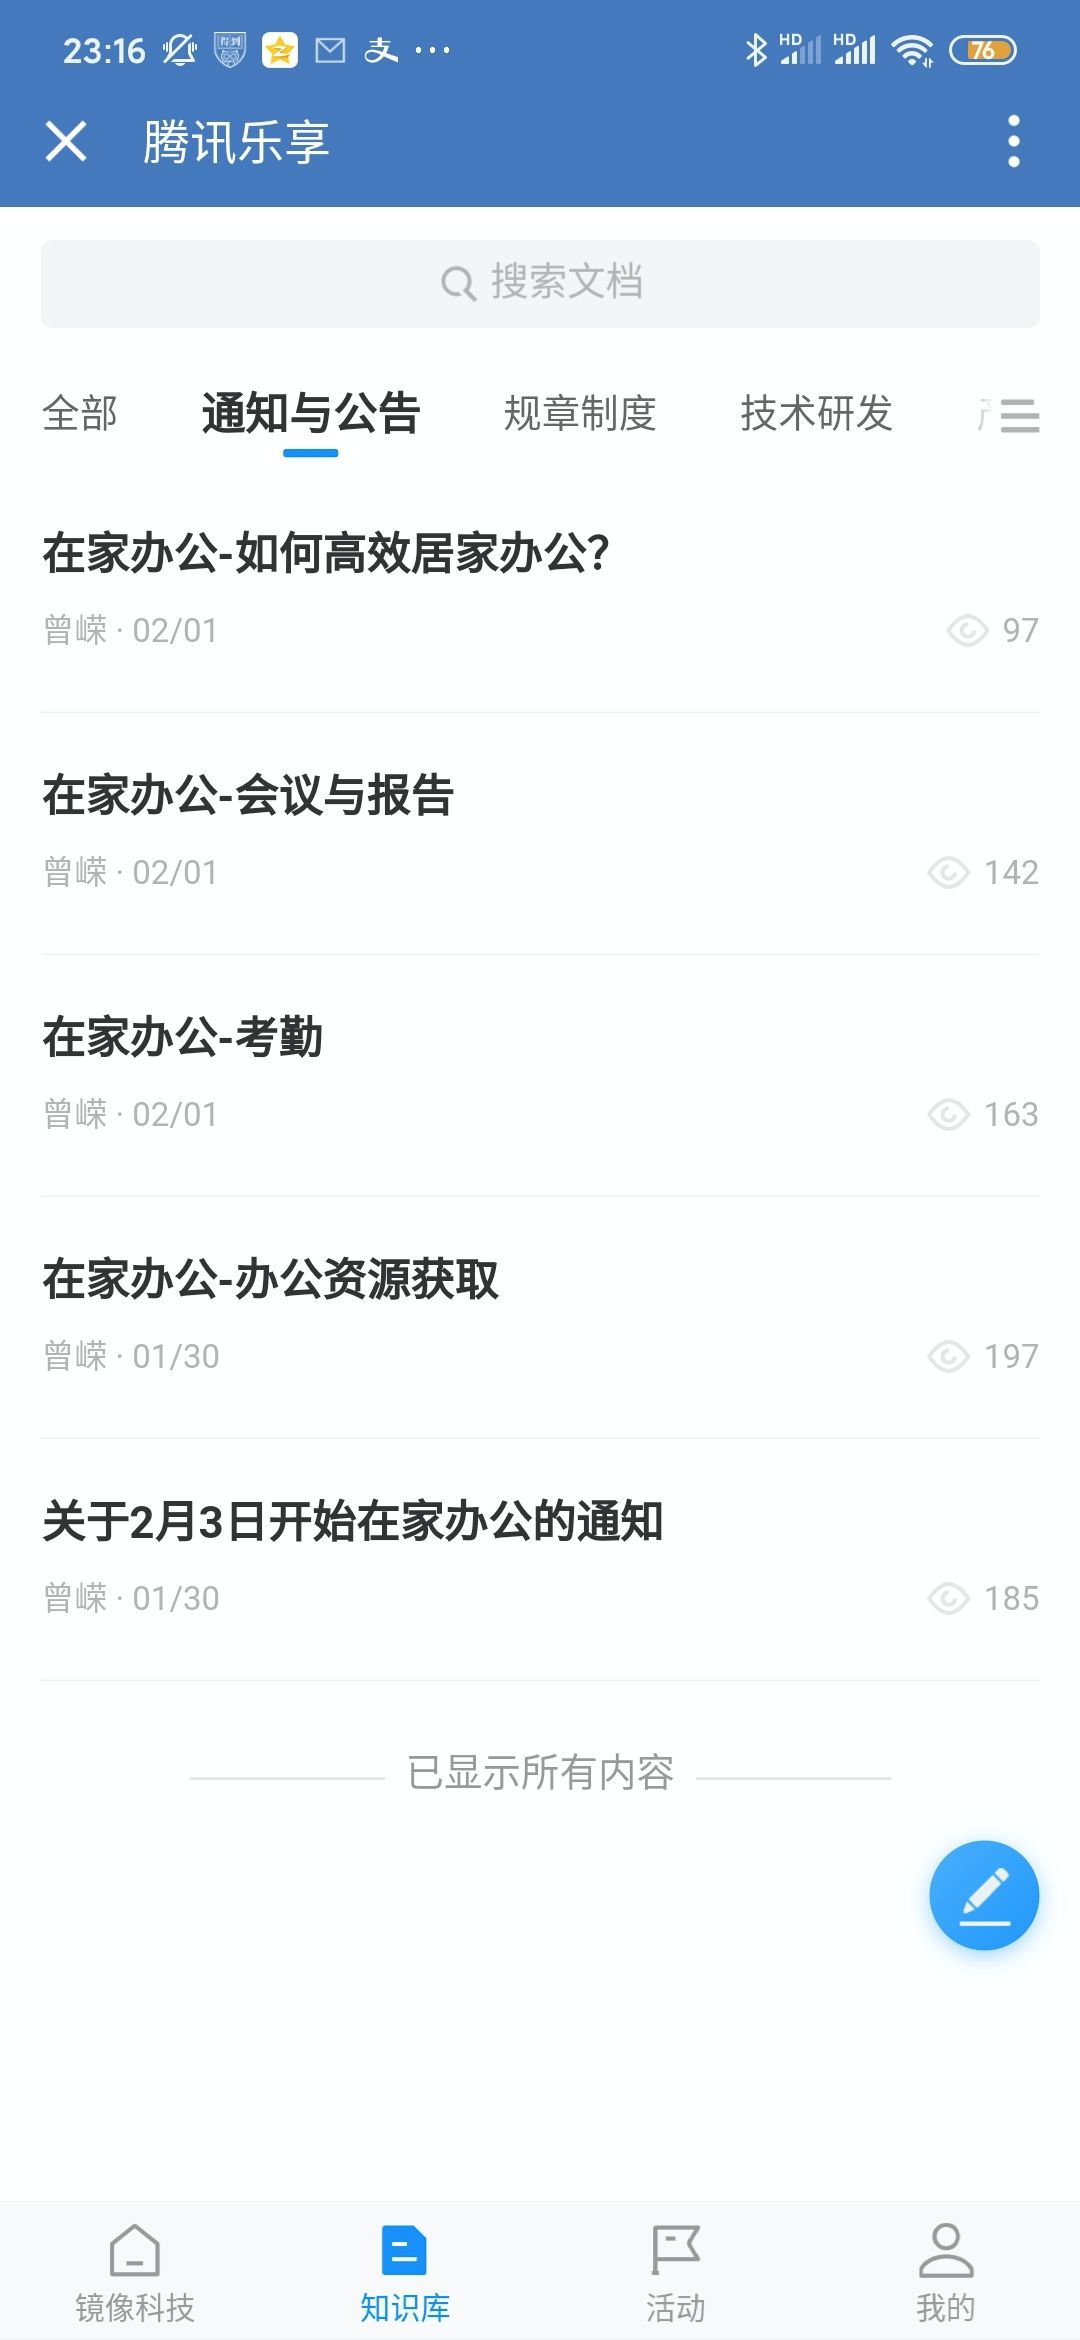 23:16 得到 支 ··· HD HD 76
腾讯乐享
搜索文档
全部 通知与公告 规章制度 技术研发
在家办公-如何高效居家办公?
曾嵘 · 02/01 97
在家办公-会议与报告
曾嵘 · 02/01 142
在家办公-考勤
曾嵘 · 02/01 163
在家办公-办公资源获取
曾嵘 · 01/30 197
关于2月3日开始在家办公的通知
曾嵘 · 01/30 185
已显示所有内容
镜像科技 知识库 活动 我的